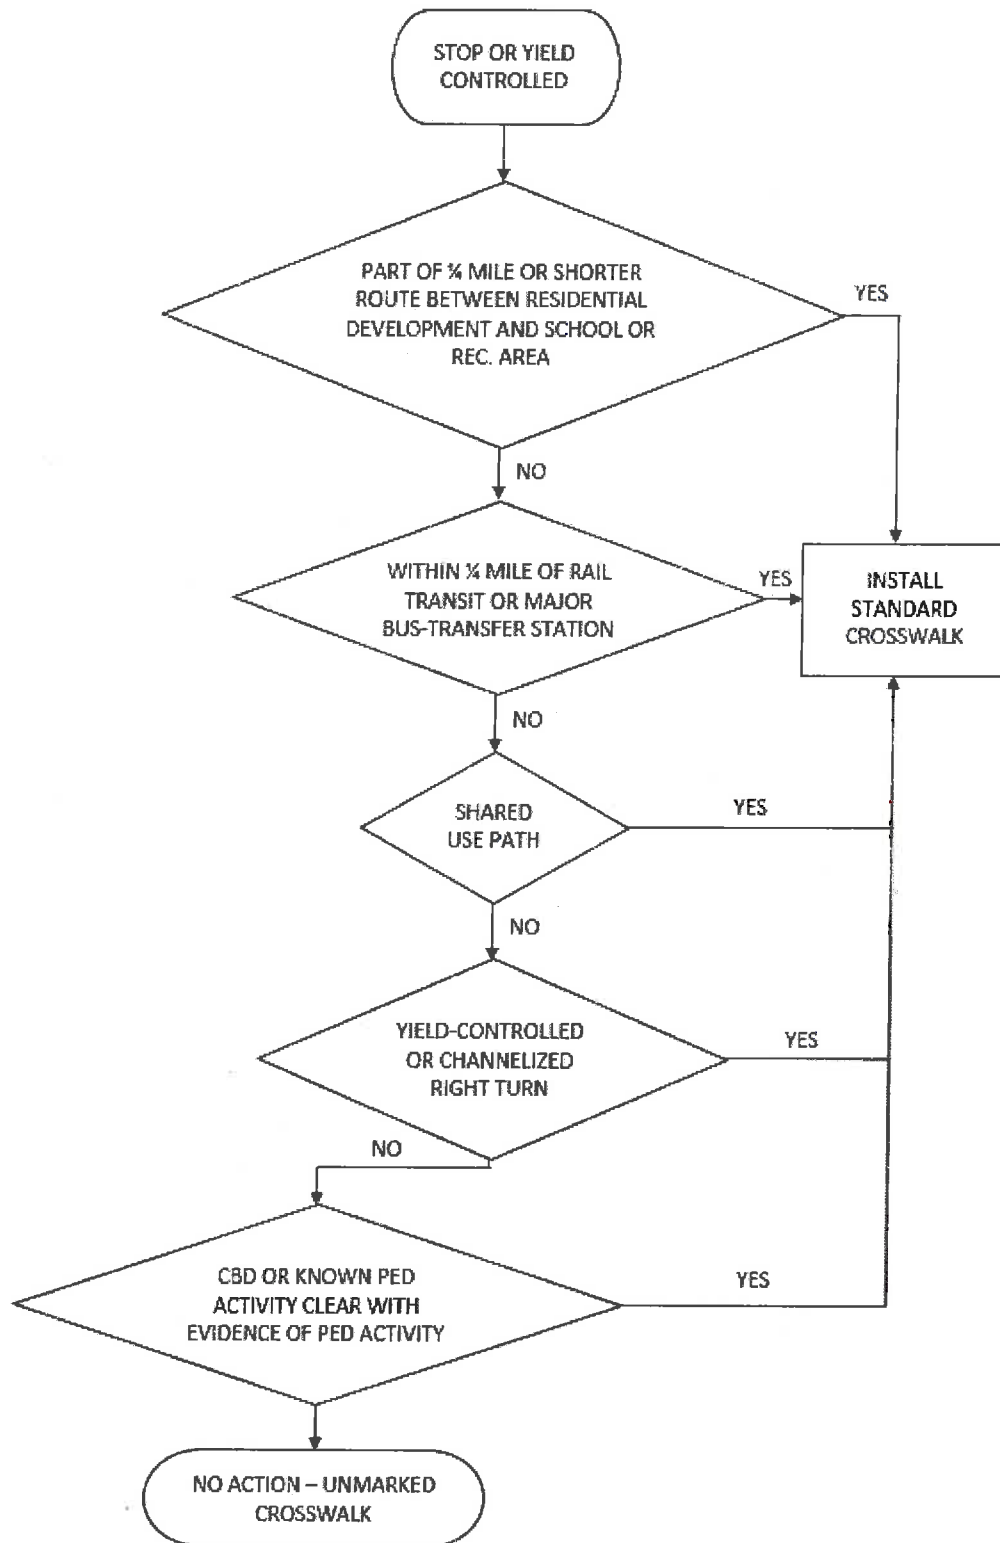 STOP OR YIELD
CONTROLLED
PART OF ¼ MILE OR SHORTER
ROUTE BETWEEN RESIDENTIAL
DEVELOPMENT AND SCHOOL OR
REC. AREA
YES
NO
WITHIN ¼ MILE OF RAIL
TRANSIT OR MAJOR
BUS-TRANSFER STATION
YES
INSTALL
STANDARD
CROSSWALK
NO
SHARED
USE PATH
YES
NO
YIELD-CONTROLLED
OR CHANNELIZED
RIGHT TURN
YES
NO
CBD OR KNOWN PED
ACTIVITY CLEAR WITH
EVIDENCE OF PED ACTIVITY
YES
NO ACTION – UNMARKED
CROSSWALK